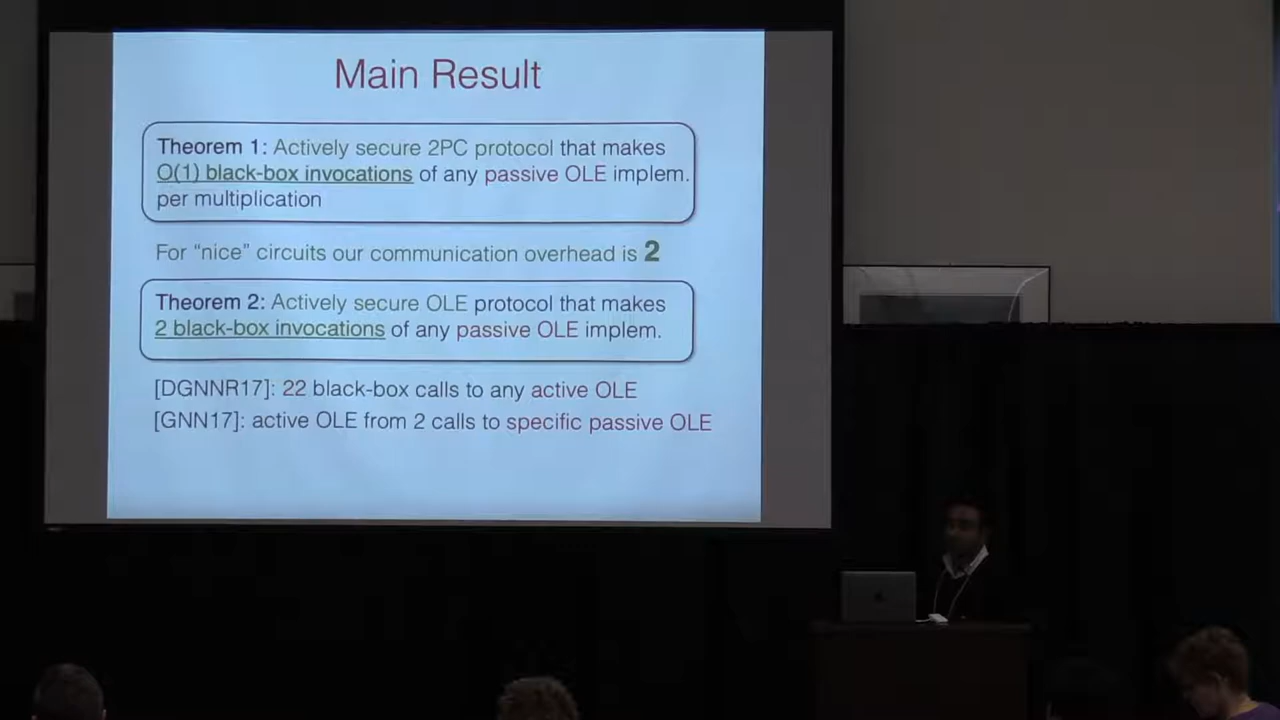 Main Result
Theorem 1: Actively secure 2PC protocol that makes
O(1) black-box invocations of any passive OLE implem.
per multiplication
For “nice” circuits our communication overhead is 2
Theorem 2: Actively secure OLE protocol that makes
2 black-box invocations of any passive OLE implem.
[DGNNR17]: 22 black-box calls to any active OLE
[GNN17]: active OLE from 2 calls to specific passive OLE